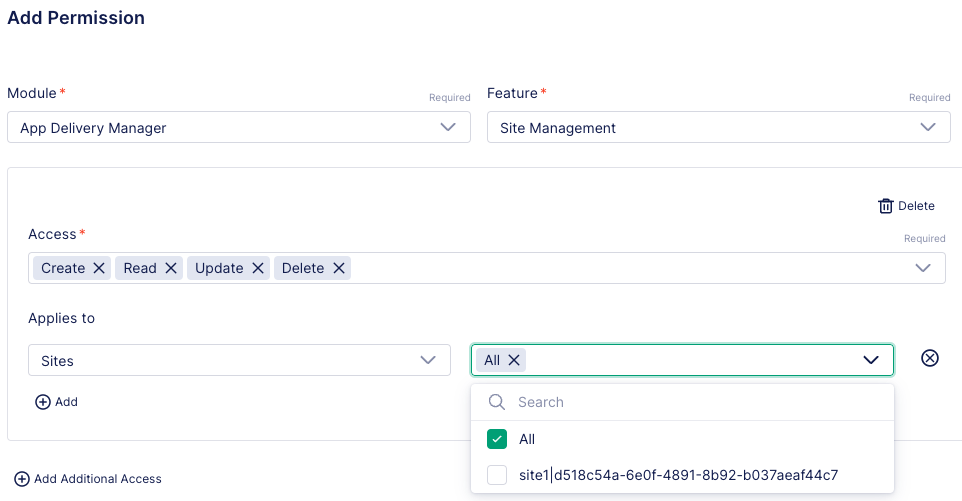 Add Permission
Module* Required Feature* Required
App Delivery Manager Site Management
Delete
Access* Required
Create Read Update Delete
Applies to
Sites All
Add Search
All
site1|d518c54a-6e0f-4891-8b92-b037aeaf44c7
Add Additional Access